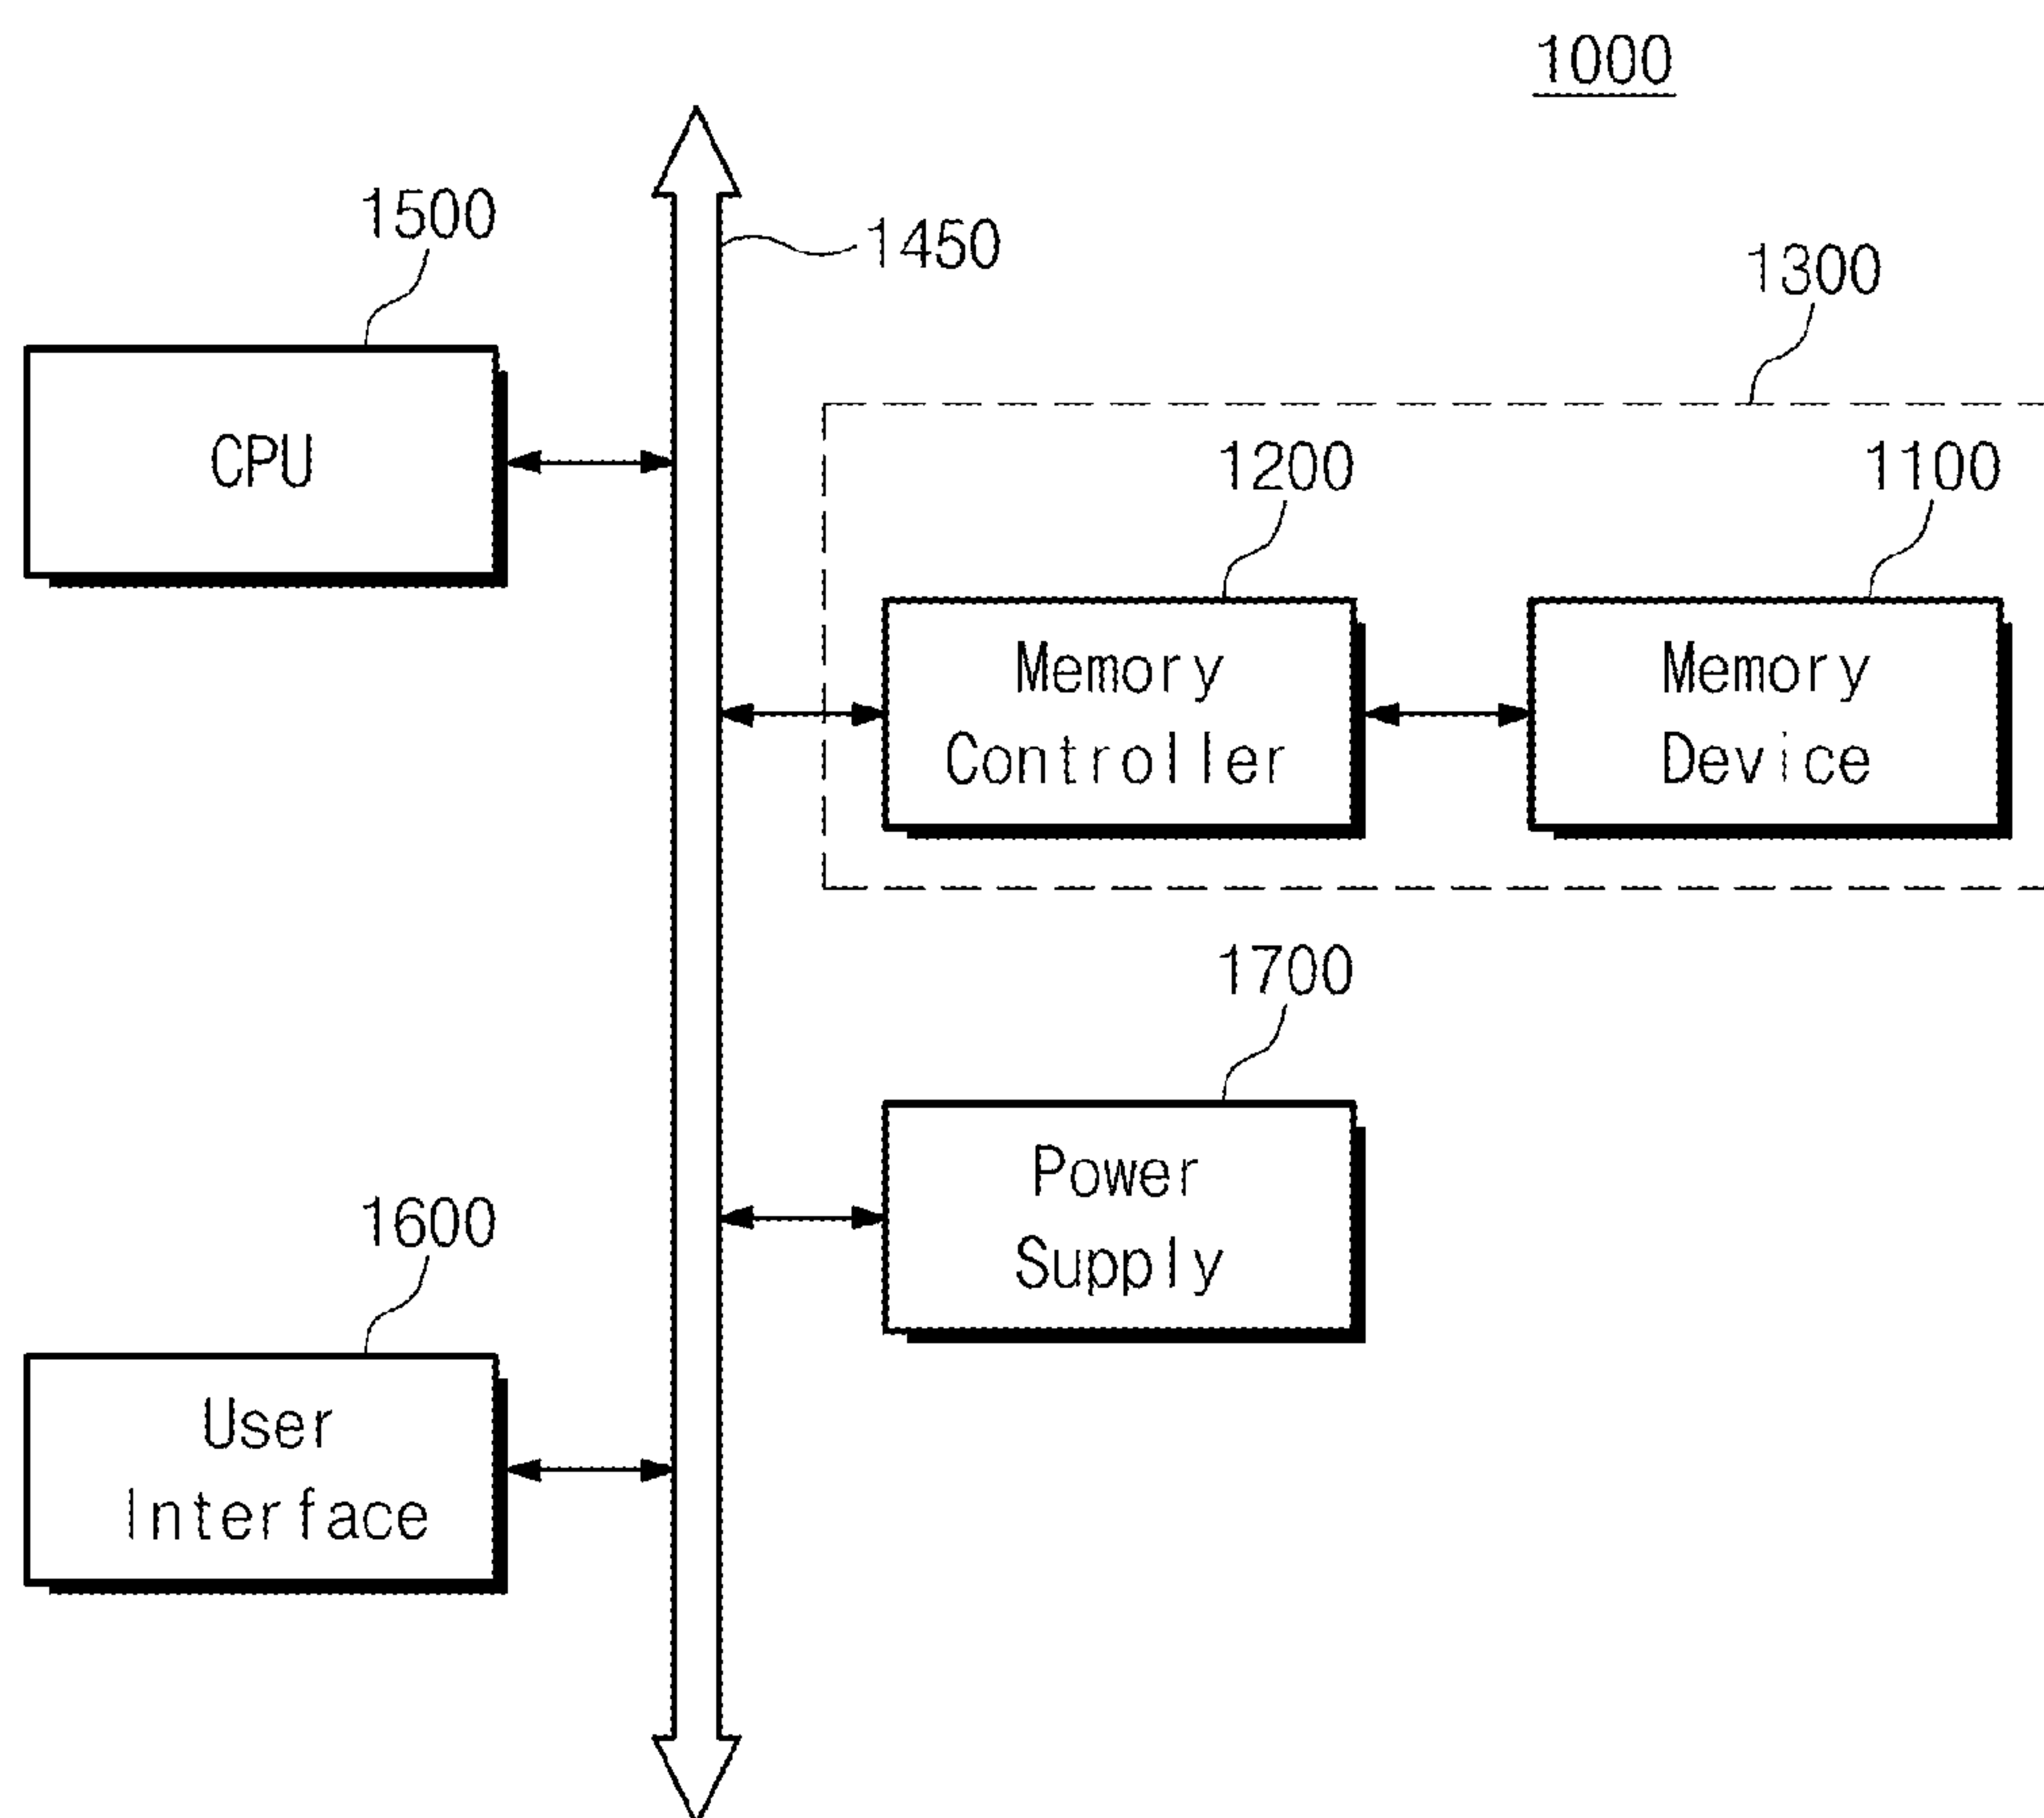 1000
1500
1450
1300
CPU
1200
1100
Memory
Controller
Memory
Device
1700
Power
Supply
1600
User
Interface